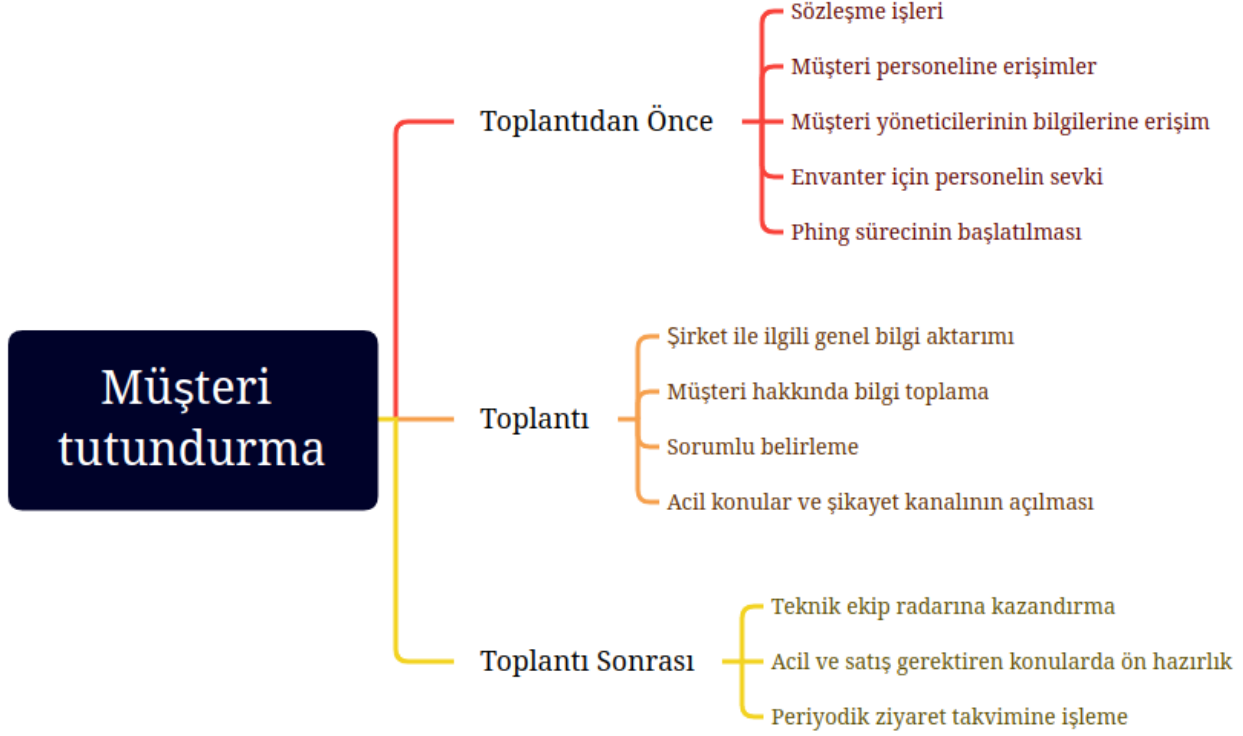 Müşteri
tutundurma
Toplantıdan Önce
Sözleşme işleri
Müşteri personeline erişimler
Müşteri yöneticilerinin bilgilerine erişim
Envanter için personelin sevki
Phing sürecinin başlatılması
Toplantı
Şirket ile ilgili genel bilgi aktarımı
Müşteri hakkında bilgi toplama
Sorumlu belirleme
Acil konular ve şikayet kanalının açılması
Toplantı Sonrası
Teknik ekip radarına kazandırma
Acil ve satış gerektiren konularda ön hazırlık
Periyodik ziyaret takvimine işleme